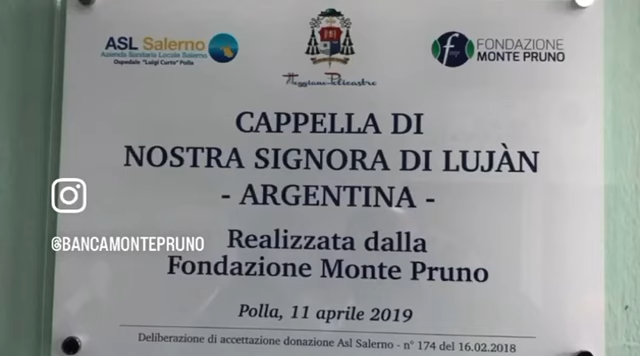 ASL Salerno
Azienda Sanitaria Locale Salerno
Ospedale "Luigi Curto" Polla
FONDAZIONE
MONTE PRUNO
CAPPELLA DI
NOSTRA SIGNORA DI LUJÀN
- ARGENTINA -
@BANCAMONTEPRUNO
Realizzata dalla
Fondazione Monte Pruno
Polla, 11 aprile 2019
Deliberazione di accettazione donazione Asl Salerno - n° 174 del 16.02.2018